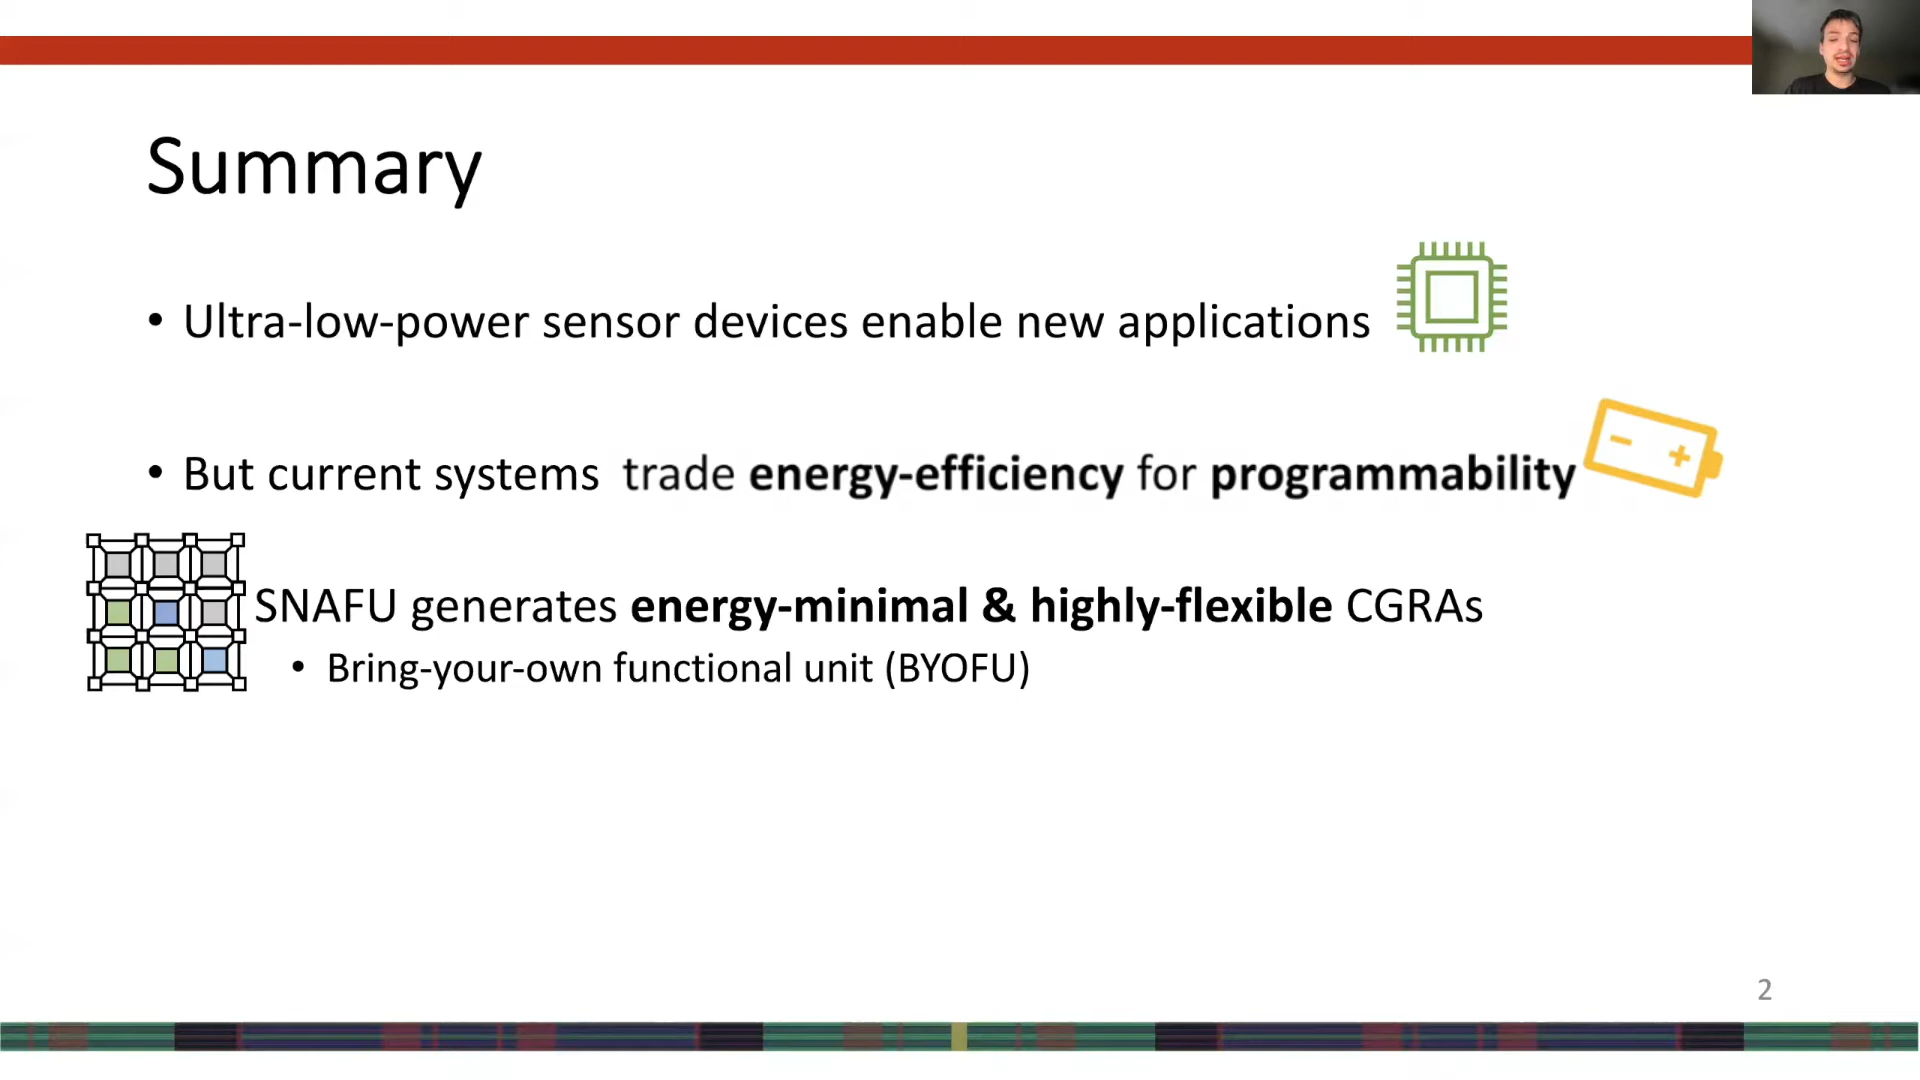 Summary
• Ultra-low-power sensor devices enable new applications
• But current systems trade energy-efficiency for programmability
SNAFU generates energy-minimal & highly-flexible CGRAs
• Bring-your-own functional unit (BYOFU)
2